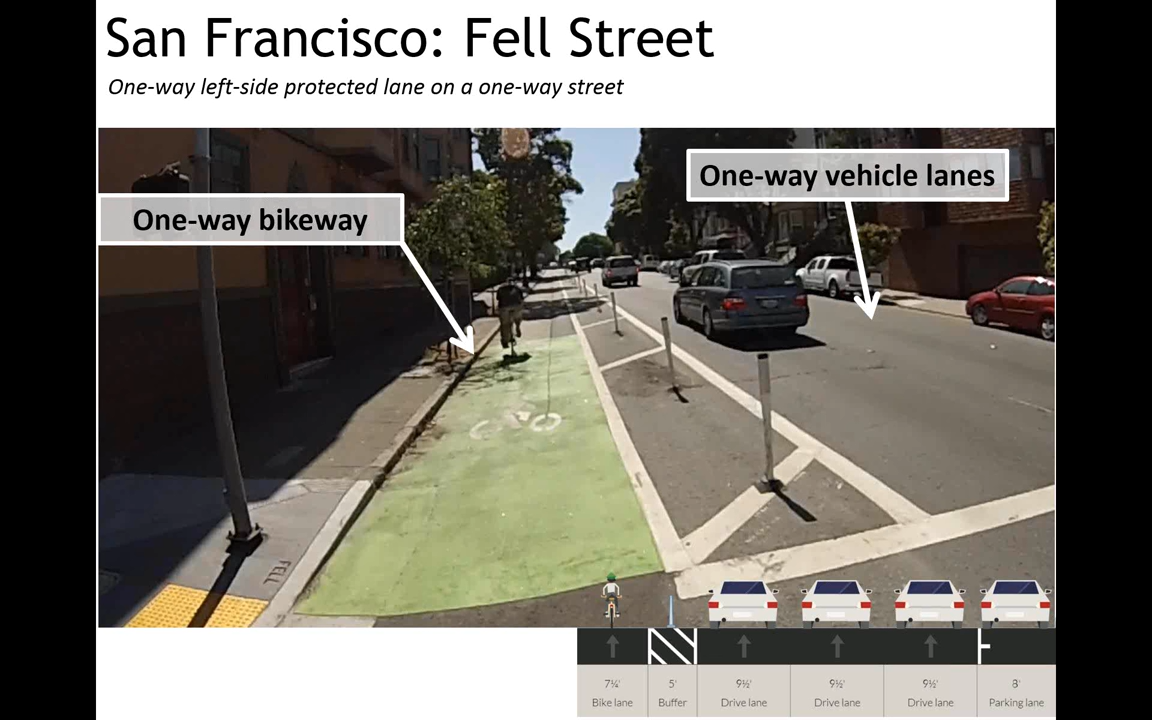 San Francisco: Fell Street
One-way left-side protected lane on a one-way street
One-way vehicle lanes
One-way bikeway
FELL
7¼' 5' 9½' 9½' 9½' 8'
Bike lane Buffer Drive lane Drive lane Drive lane Parking lane